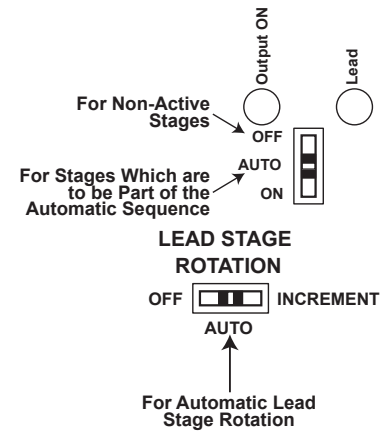 Output ON
Lead
For Non-Active
Stages
OFF
AUTO
ON
For Stages Which are
to be Part of the
Automatic Sequence
LEAD STAGE
ROTATION
OFF
INCREMENT
AUTO
For Automatic Lead
Stage Rotation